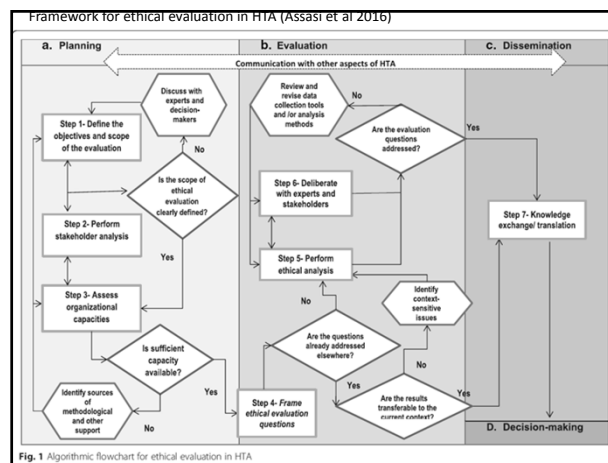 Framework for ethical evaluation in HTA (Assasi et al 2016)
a. Planning
b. Evaluation
c. Dissemination
Communication with other aspects of HTA
Discuss with
experts and
decision-
makers
Step 1- Define the
objectives and scope
of the evaluation
No
Is the scope
of ethical
evaluation
clearly defined?
Step 2- Perform
stakeholder analysis
Yes
Step 3- Assess
organizational
capacities
Is sufficient
capacity
available?
Yes
No
Identify sources
of
methodological
and other
support
Review and
revise data
collection tools
and /or analysis
methods
No
Are the evaluation
questions
addressed?
Yes
Step 6- Deliberate
with experts and
stakeholders
Step 5- Perform
ethical analysis
No
Identify
context-
sensitive
issues
Are the questions
already addressed
elsewhere?
Yes
No
Step 4- Frame
ethical evaluation
questions
Are the results
transferable to the
current context?
Yes
Step 7- Knowledge
exchange/ translation
D. Decision-making
Fig. 1 Algorithmic flowchart for ethical evaluation in HTA